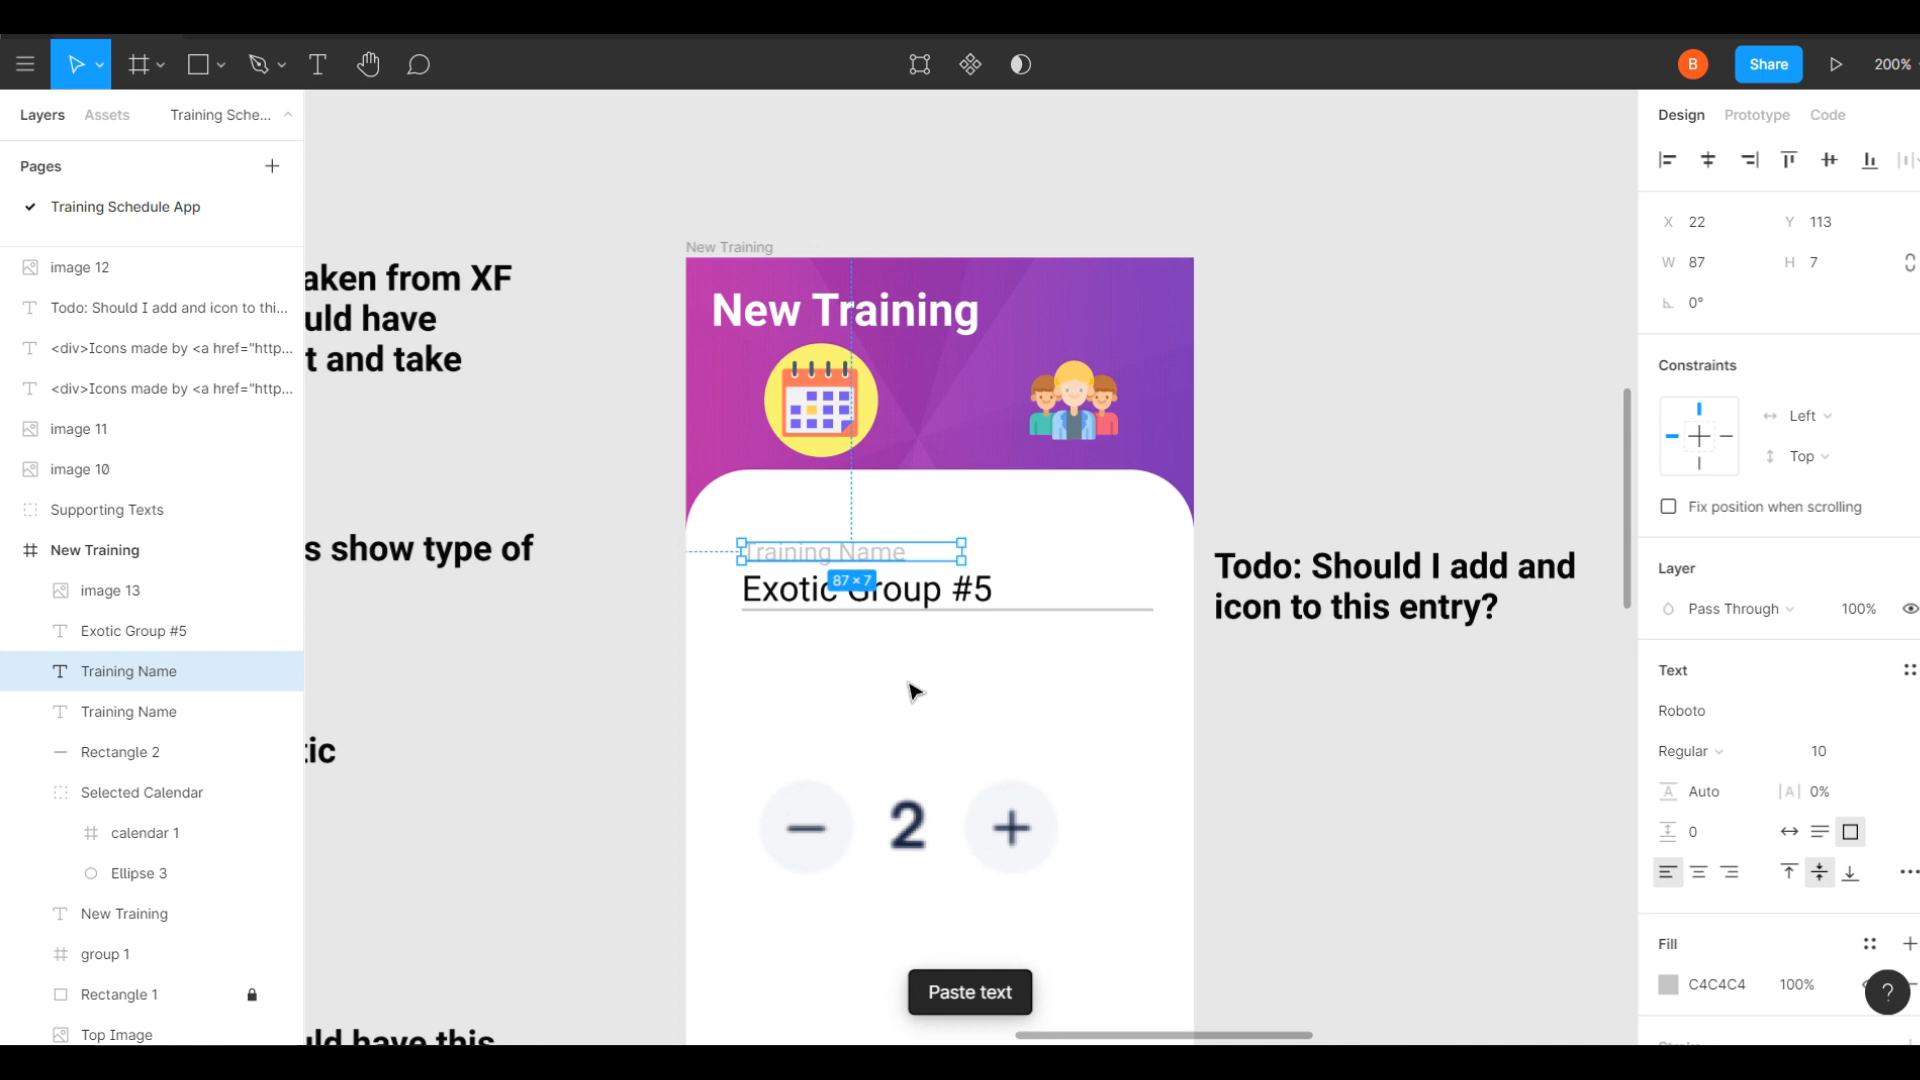 B
Share
200%
Layers
Assets
Training Sche...
Pages
Training Schedule App
image 12
Todo: Should I add and icon to thi...
<div>Icons made by <a href="http...
<div>Icons made by <a href="http...
image 11
image 10
Supporting Texts
New Training
image 13
Exotic Group #5
Training Name
Training Name
Rectangle 2
Selected Calendar
calendar 1
Ellipse 3
New Training
group 1
Rectangle 1
Top Image
aken from XF
uld have
t and take
s show type of
tic
uld have this
New Training
New Training
Training Name
87 × 7
Exotic Group #5
2
Paste text
Todo: Should I add and
icon to this entry?
Design
Prototype
Code
X 22
Y 113
W 87
H 7
0°
Constraints
Left
Top
Fix position when scrolling
Layer
Pass Through
100%
Text
Roboto
Regular
10
A Auto
|A| 0%
0
Fill
C4C4C4
100%
?